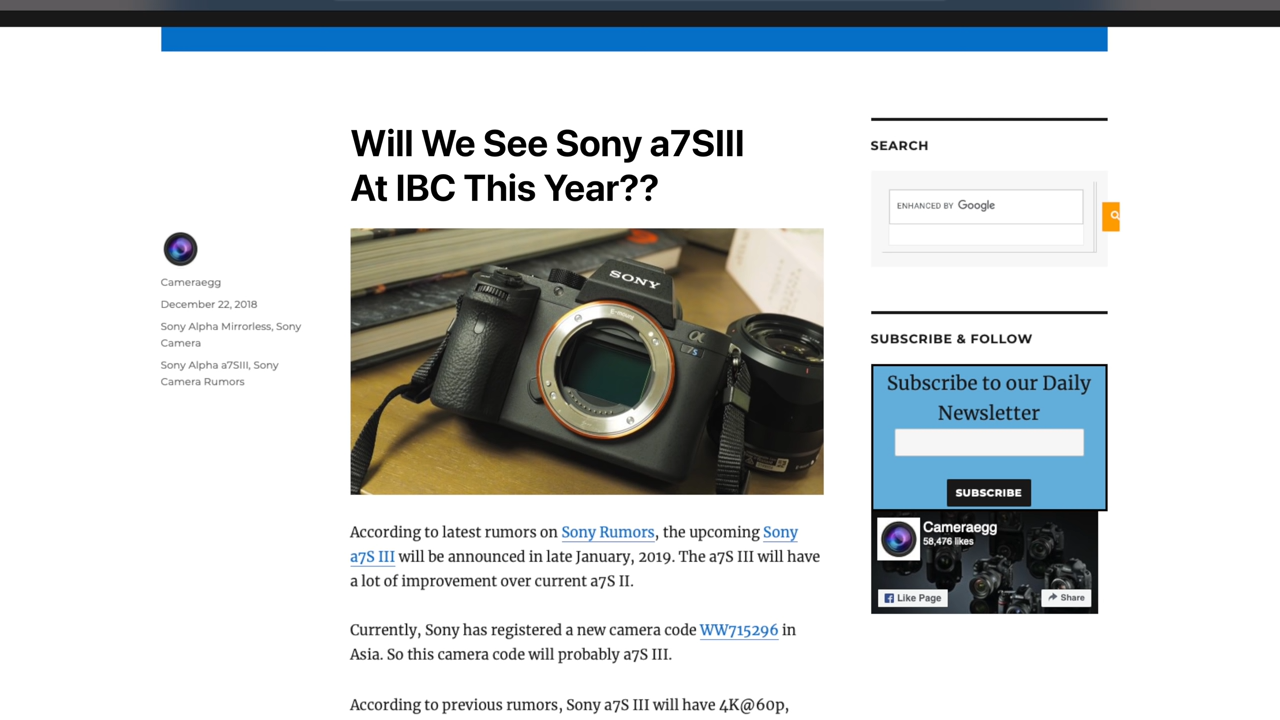 Will We See Sony a7SIII
At IBC This Year??
Cameraegg
December 22, 2018
Sony Alpha Mirrorless, Sony
Camera
Sony Alpha a7SIII, Sony
Camera Rumors
SONY
E-mount
α
7S
According to latest rumors on Sony Rumors, the upcoming Sony
a7S III will be announced in late January, 2019. The a7S III will have
a lot of improvement over current a7S II.
Currently, Sony has registered a new camera code WW715296 in
Asia. So this camera code will probably a7S III.
According to previous rumors, Sony a7S III will have 4K@60p,
SEARCH
ENHANCED BY Google
SUBSCRIBE & FOLLOW
Subscribe to our Daily
Newsletter
SUBSCRIBE
Cameraegg
58,476 likes
Like Page
Share